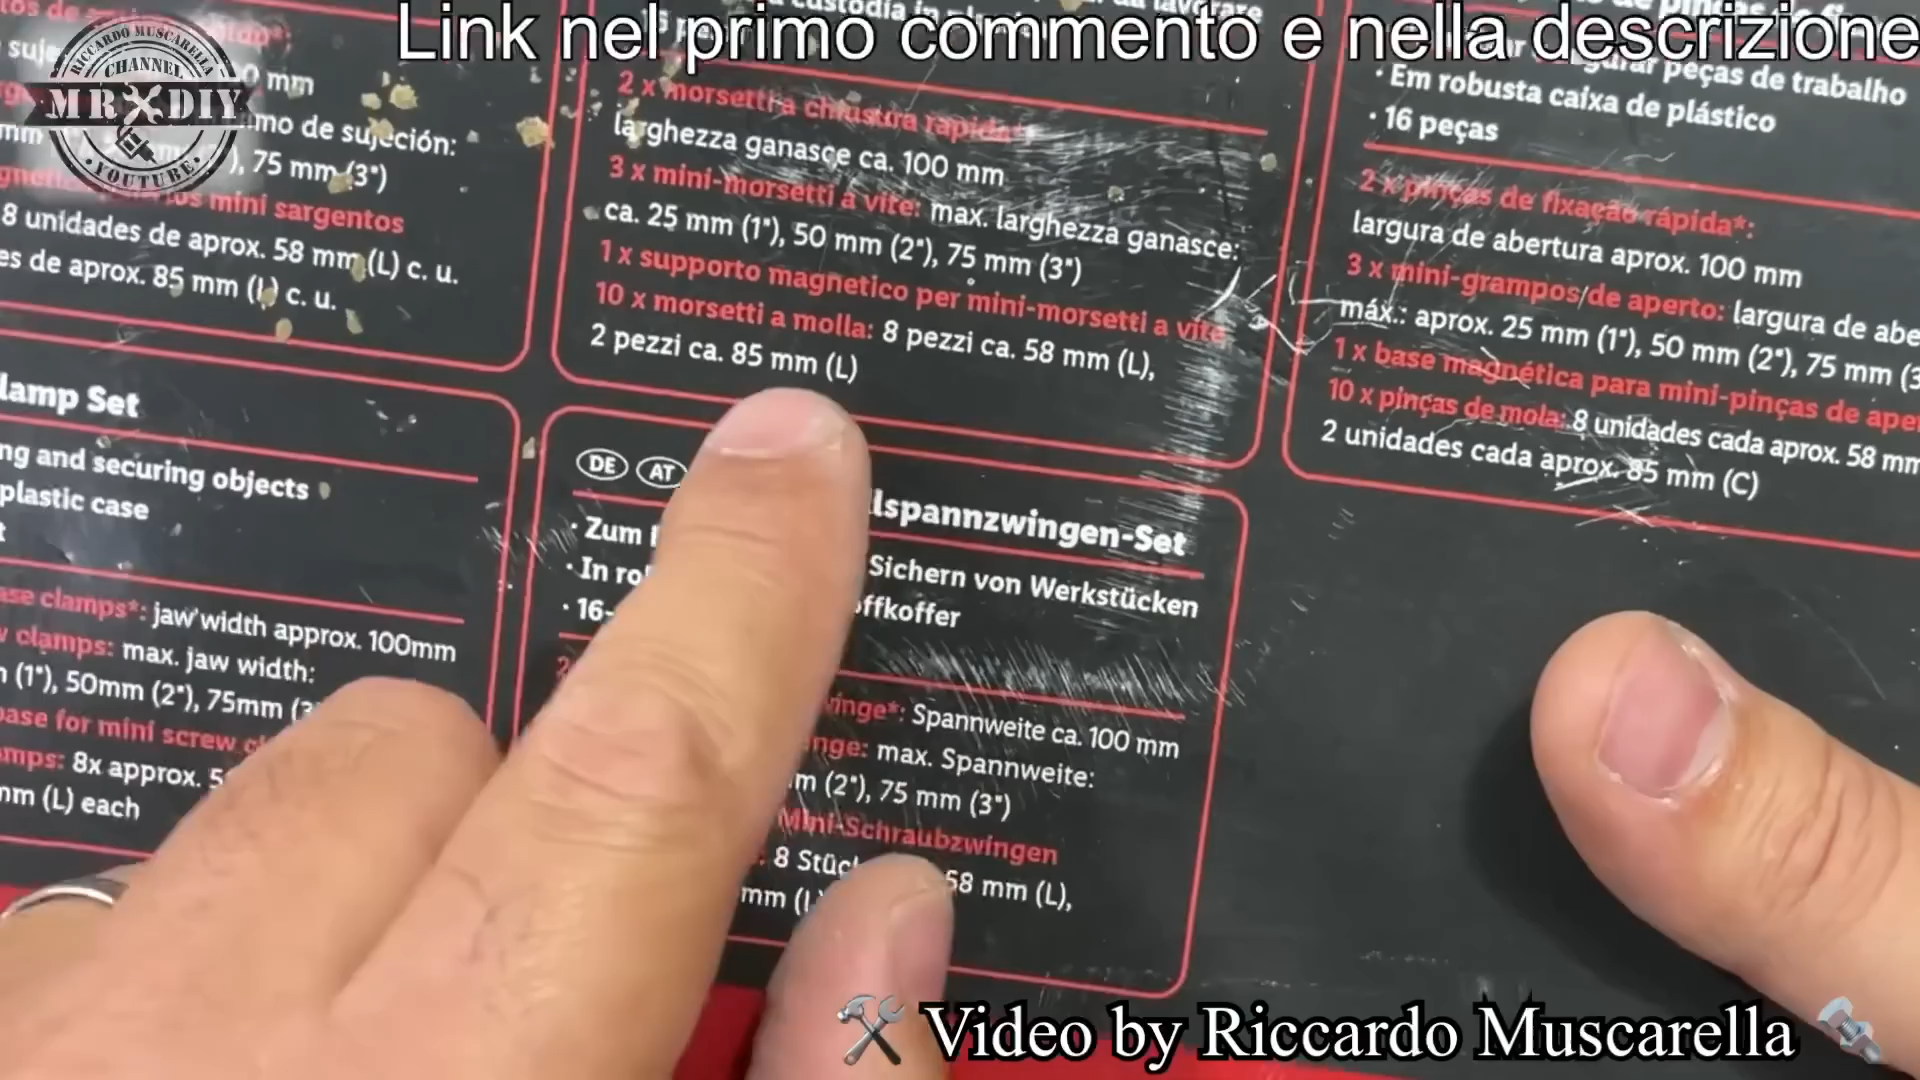 Link nel primo commento e nella descrizione
RICCARDO MUSCARELLA
CHANNEL
MR DIY
YOUTUBE
mm
mo de sujeción:
75 mm (3")
mini sargentos
8 unidades de aprox. 58 mm (L) c. u.
es de aprox. 85 mm (L) c. u.
lamp Set
ng and securing objects
plastic case
ase clamps*: jaw width approx. 100mm
w clamps: max. jaw width:
(1"), 50mm (2"), 75mm
base for mini screw
amps: 8x approx.
mm (L) each
2 x morsetti a chiusura rapida*:
larghezza ganasce ca. 100 mm
3 x mini-morsetti a vite: max. larghezza ganasce:
ca. 25 mm (1"), 50 mm (2"), 75 mm (3")
1 x supporto magnetico per mini-morsetti a vite
10 x morsetti a molla: 8 pezzi ca. 58 mm (L),
2 pezzi ca. 85 mm (L)
DE AT
lspannzwingen-Set
· Zum Sichern von Werkstücken
· In ro ffkoffer
· 16-
winge*: Spannweite ca. 100 mm
nge: max. Spannweite:
m (2"), 75 mm (3")
Mini-Schraubzwingen
8 Stüc 58 mm (L),
mm (L)
gurar peças de trabalho
· Em robusta caixa de plástico
· 16 peças
2 x pinças de fixação rápida*:
largura de abertura aprox. 100 mm
3 x mini-grampos de aperto: largura de abe
máx.: aprox. 25 mm (1"), 50 mm (2"), 75 mm (3
1 x base magnética para mini-pinças de aper
10 x pinças de mola: 8 unidades cada aprox. 58 mm
2 unidades cada aprox. 85 mm (C)
Video by Riccardo Muscarella